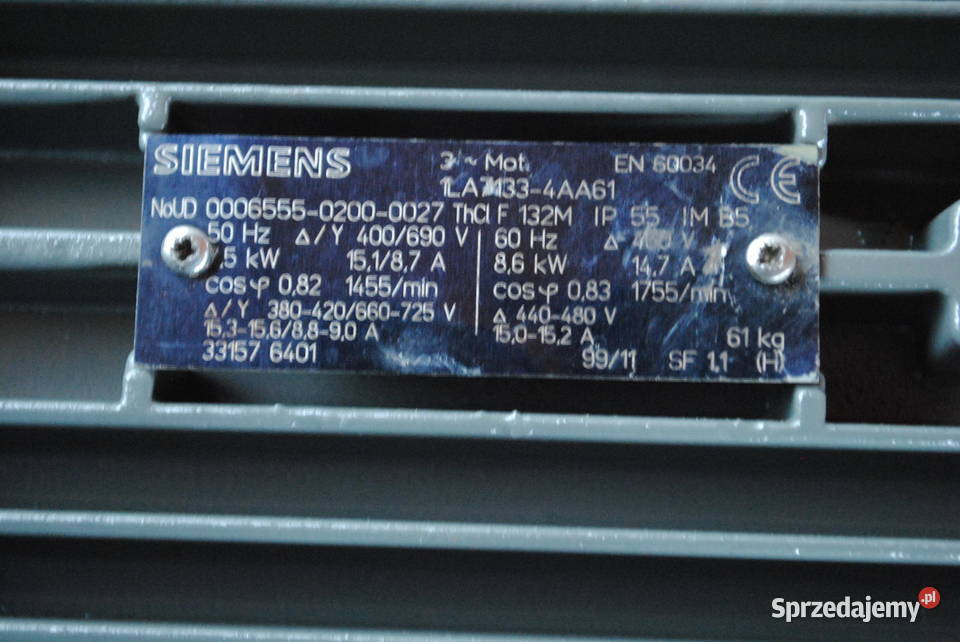 SIEMENS 3 ~ Mot. EN 60034 CE
1LA7133-4AA61
NoUD 0006555-0200-0027 ThCl F 132M IP 55 IM B5
50 Hz Δ/Y 400/690 V 60 Hz Δ V
,5 kW 15,1/8,7 A 8,6 kW 14,7 A
cosφ 0,82 1455/min cosφ 0,83 1755/min
Δ/Y 380-420/660-725 V Δ 440-480 V
15,3-15,6/8,8-9,0 A 15,0-15,2 A 61 kg
33157 6401 99/11 SF 1,1 (H)
Sprzedajemy.pl